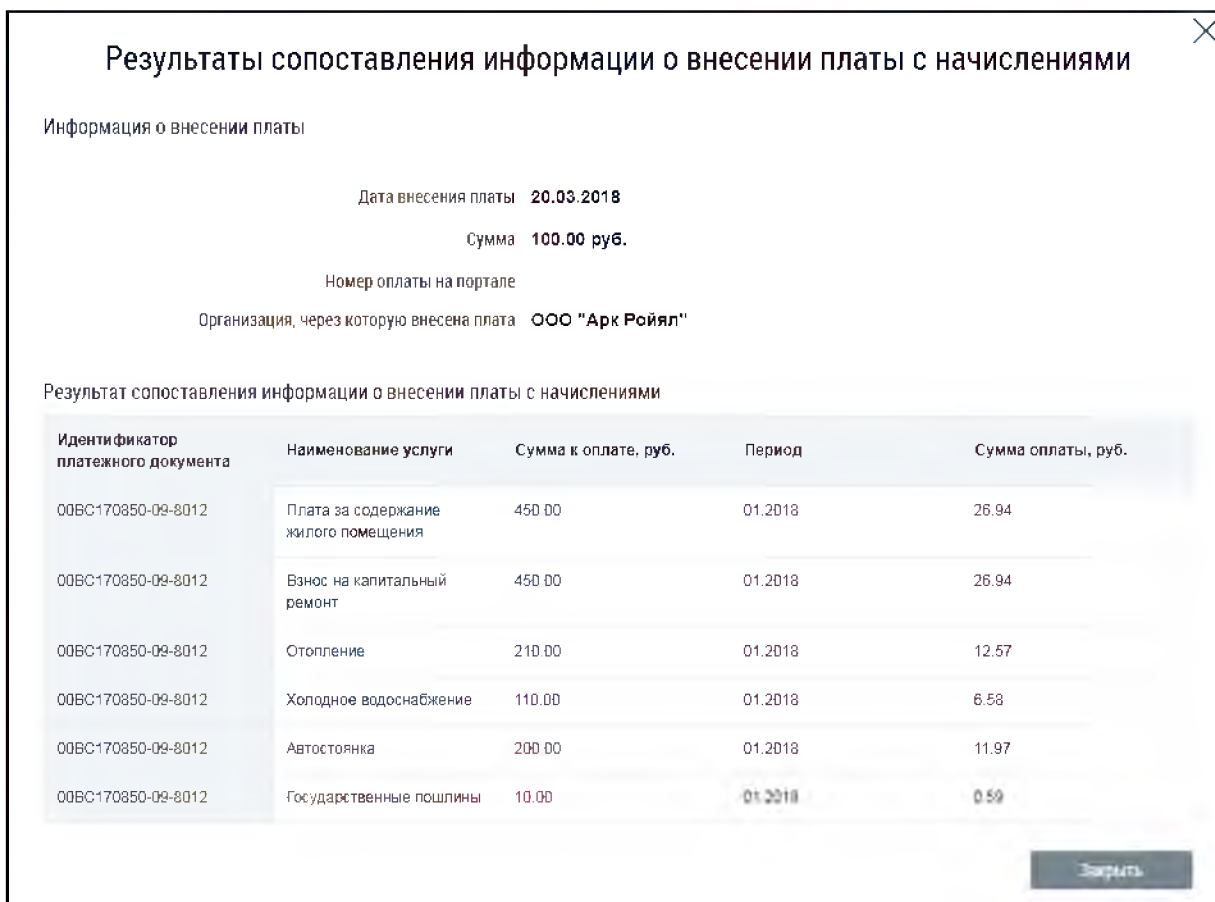 Результаты сопоставления информации о внесении платы с начислениями
Информация о внесении платы
Дата внесения платы 20.03.2018
Сумма 100.00 руб.
Номер оплаты на портале
Организация, через которую внесена плата ООО "Арк Ройял"
Результат сопоставления информации о внесении платы с начислениями
Идентификатор платежного документа Наименование услуги Сумма к оплате, руб. Период Сумма оплаты, руб.
00ВС170850-09-8012 Плата за содержание жилого помещения 450.00 01.2018 26.94
00ВС170850-09-8012 Взнос на капитальный ремонт 450.00 01.2018 26.94
00ВС170850-09-8012 Отопление 210.00 01.2018 12.57
00ВС170850-09-8012 Холодное водоснабжение 110.00 01.2018 6.58
00ВС170850-09-8012 Автостоянка 200.00 01.2018 11.97
00ВС170850-09-8012 Государственные пошлины 10.00 01.2018 0.59
Закрыть